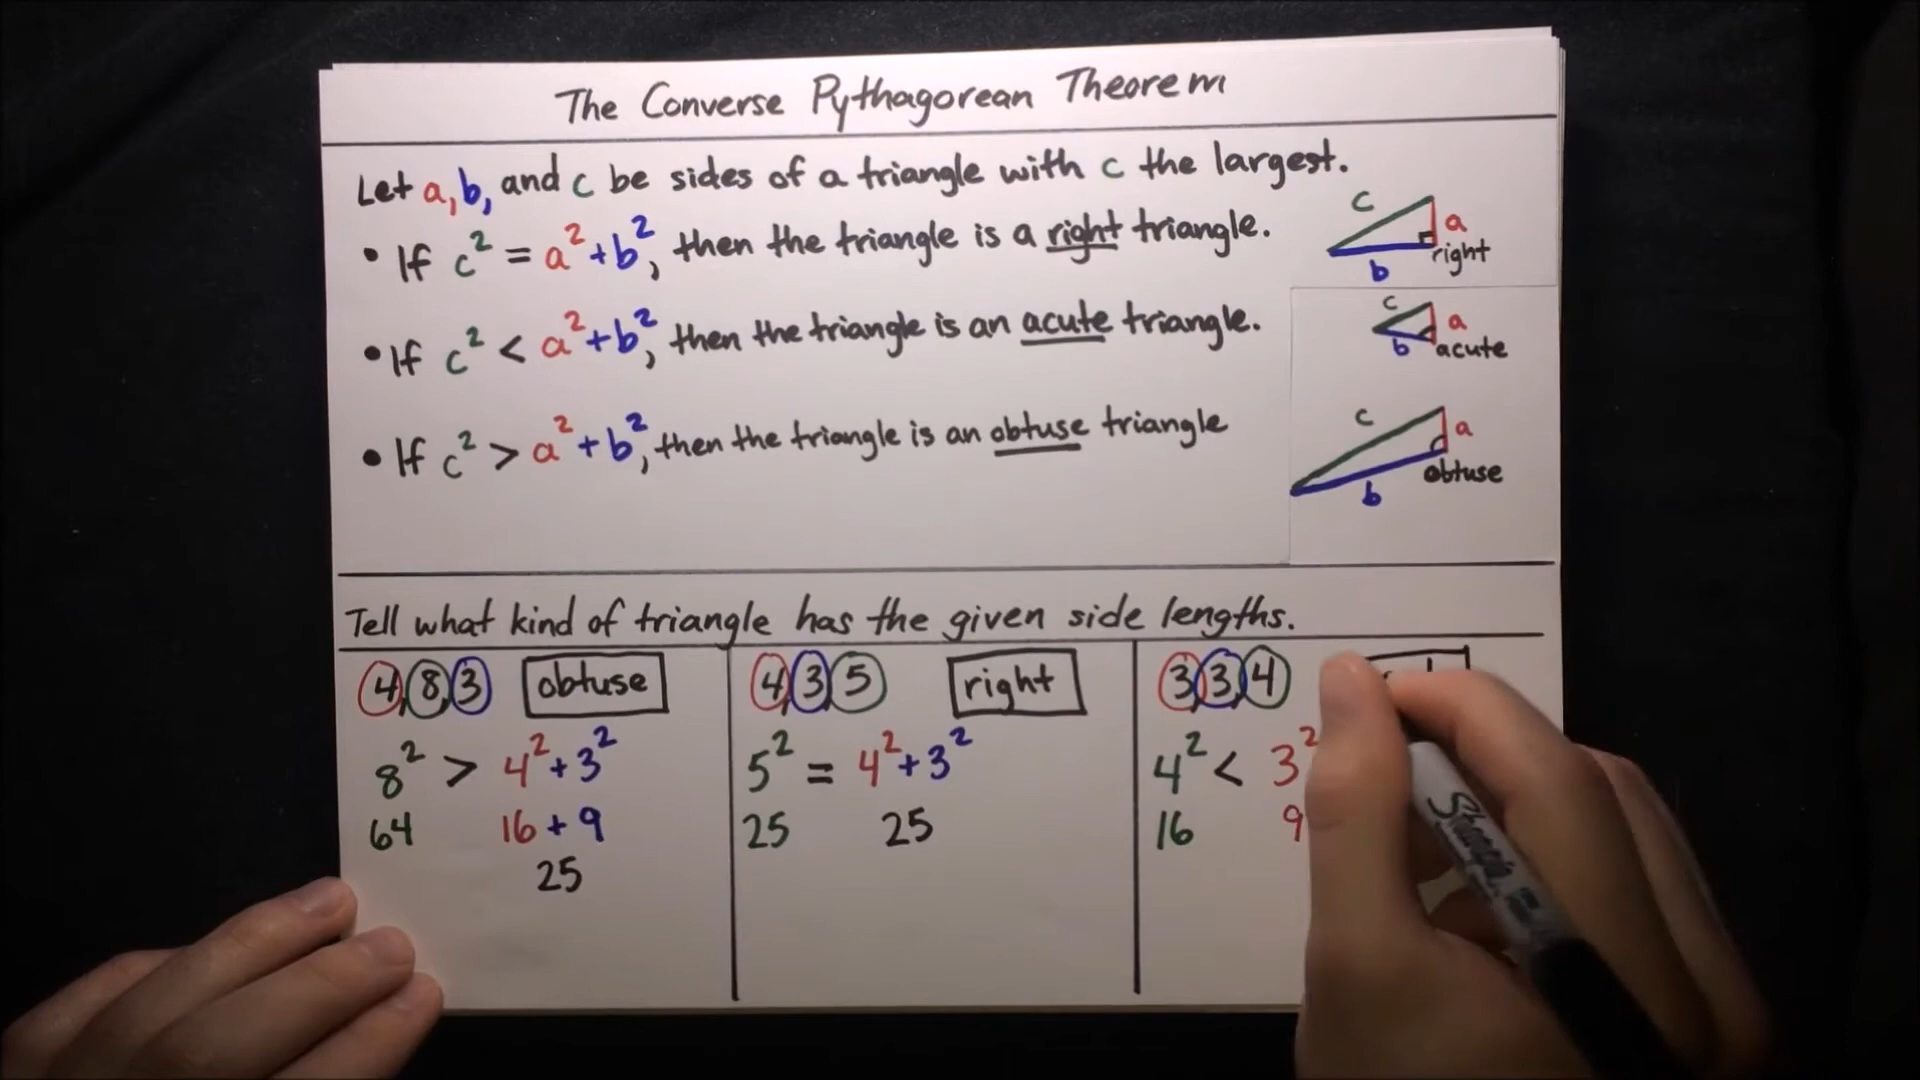 The Converse Pythagorean Theorem
Let a, b, and c be sides of a triangle with c the largest.
• If c² = a² + b², then the triangle is a right triangle.
c
a
b
right
• If c² < a² + b², then the triangle is an acute triangle.
c
a
b
acute
• If c² > a² + b², then the triangle is an obtuse triangle
c
a
b
obtuse
Tell what kind of triangle has the given side lengths.
4, 8, 3 obtuse
8² > 4² + 3²
64 16 + 9
25
4, 3, 5 right
5² = 4² + 3²
25 25
3, 3, 4
4² < 3²
16 9
Sharpie